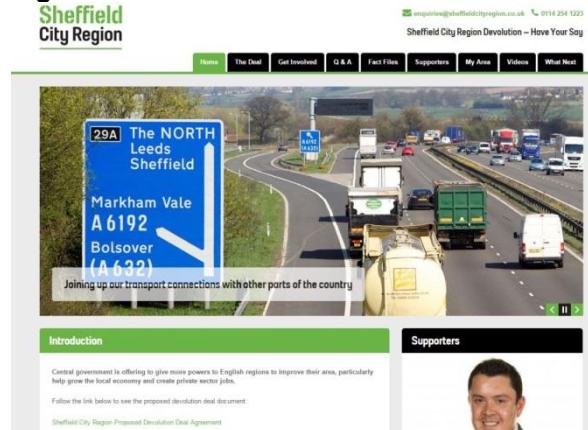 Sheffield
City Region
enquiries@sheffieldcityregion.co.uk 0114 254 1223
Sheffield City Region Devolution – Have Your Say
Home The Deal Get Involved Q & A Fact Files Supporters My Area Videos What Next
29A The NORTH
Leeds
Sheffield
Markham Vale
A 6192
Bolsover
(A 632)
Joining up our transport connections with other parts of the country
Introduction
Supporters
Central government is offering to give more powers to English regions to improve their area, particularly
help grow the local economy and create private sector jobs.
Follow the link below to see the proposed devolution deal document:
Sheffield City Region Proposed Devolution Deal Agreement